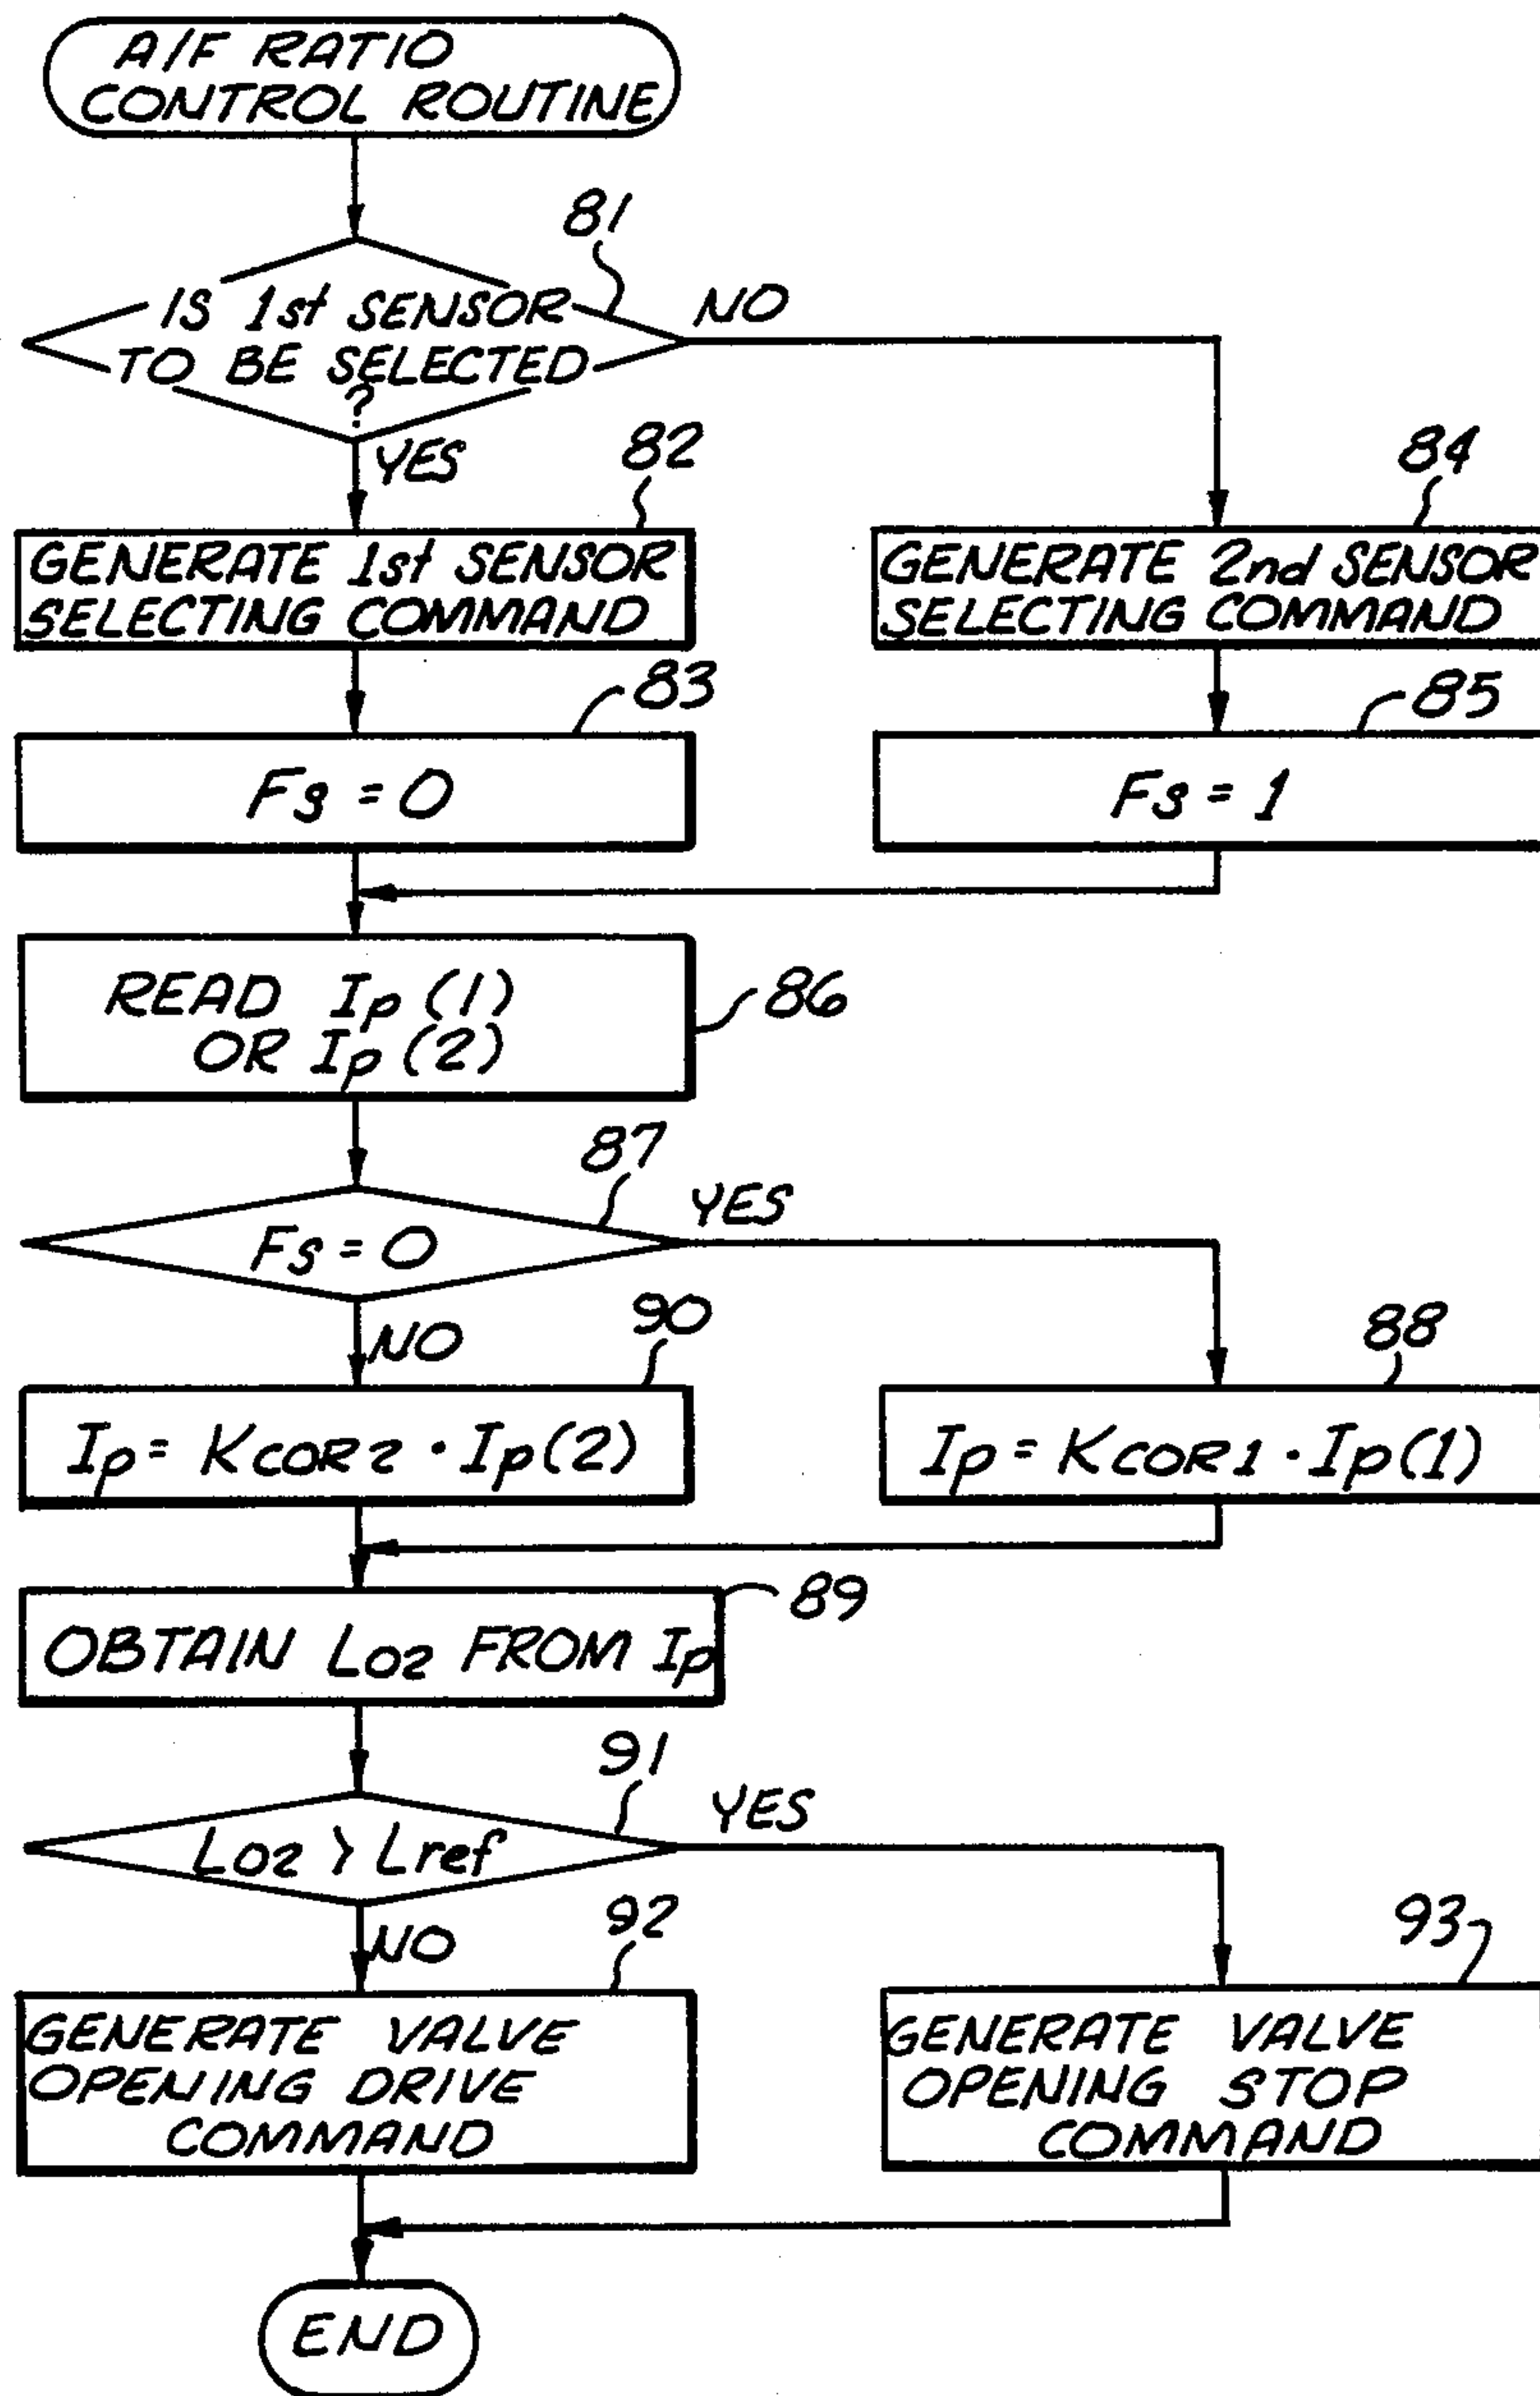 A/F RATIO
CONTROL ROUTINE
81
IS 1st SENSOR
TO BE SELECTED
?
NO
YES
82
GENERATE 1st SENSOR
SELECTING COMMAND
84
GENERATE 2nd SENSOR
SELECTING COMMAND
83
Fs = 0
85
Fs = 1
READ Ip (1)
OR Ip (2)
86
87
Fs = 0
YES
NO
90
Ip = KCOR2 · Ip(2)
88
Ip = KCOR1 · Ip(1)
89
OBTAIN LO2 FROM Ip
91
LO2 > Lref
YES
NO
92
GENERATE VALVE
OPENING DRIVE
COMMAND
93
GENERATE VALVE
OPENING STOP
COMMAND
END